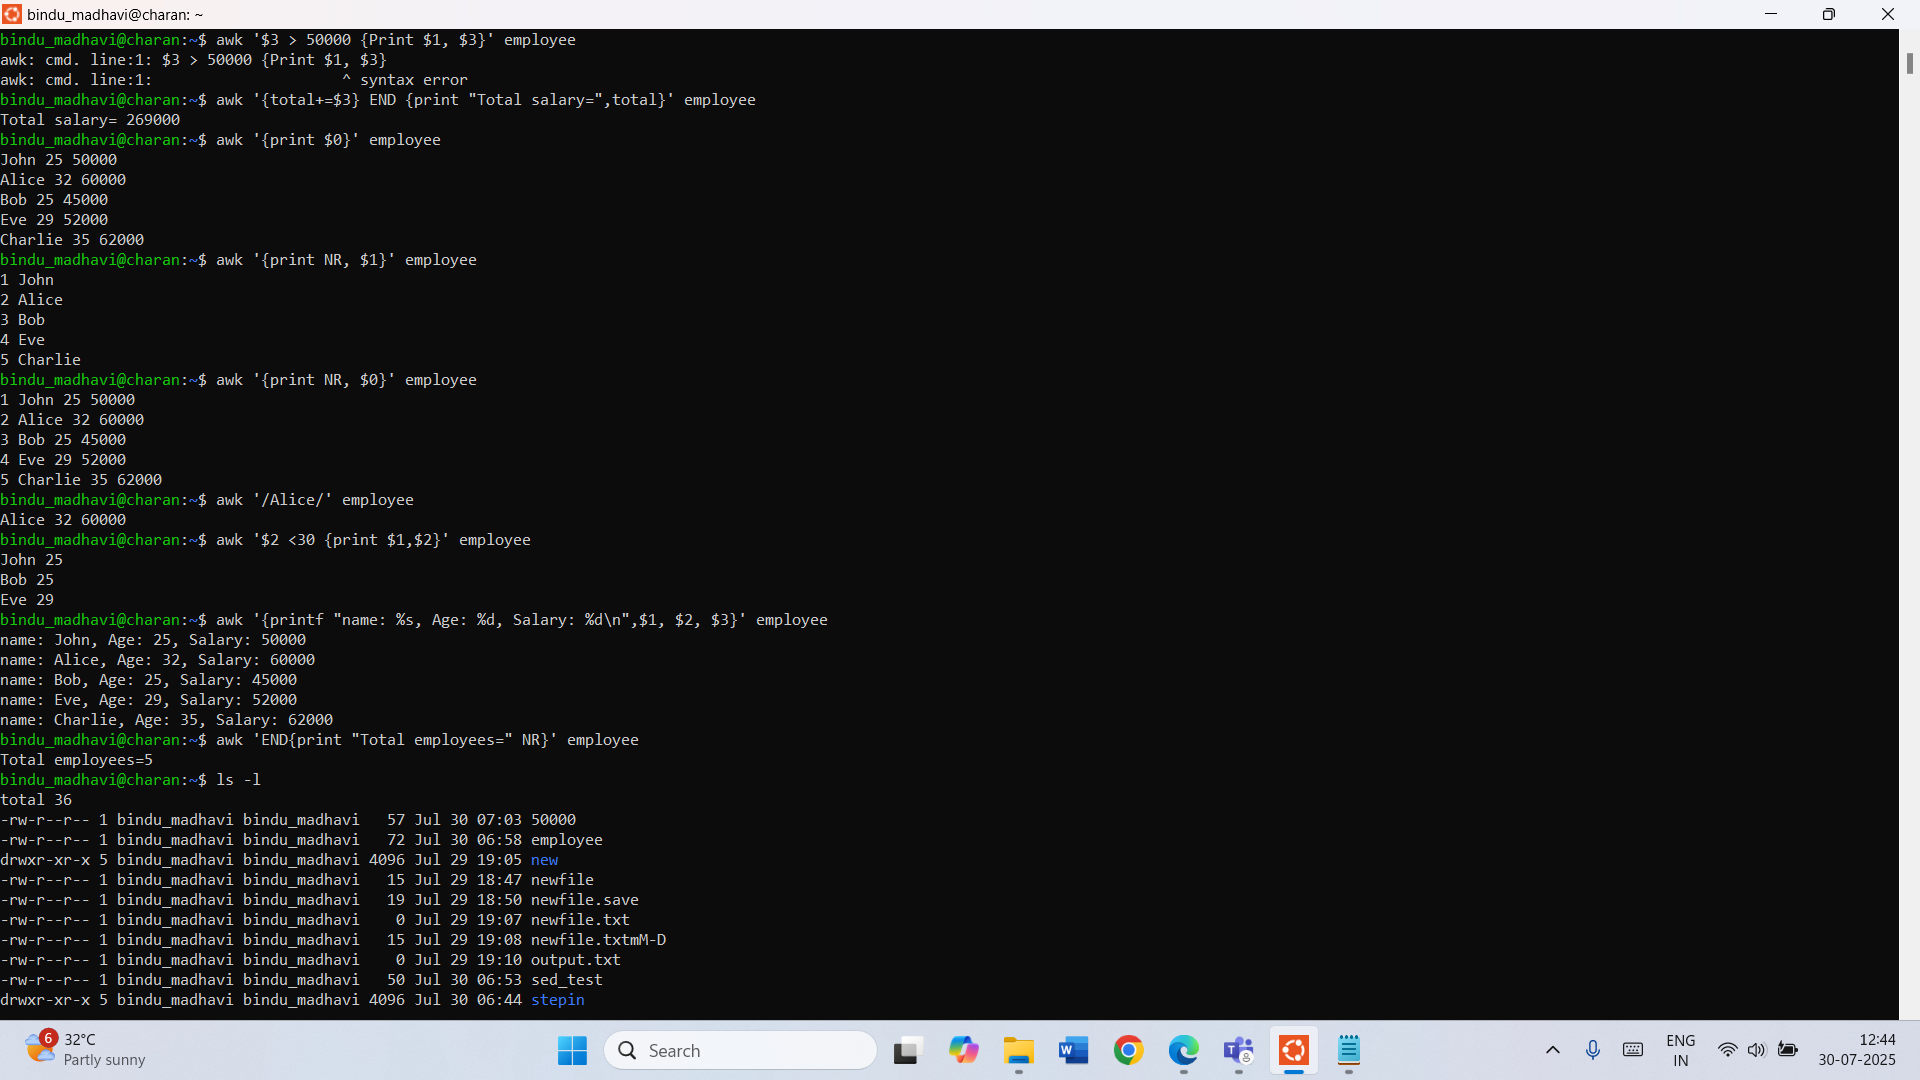 bindu_madhavi@charan: ~
bindu_madhavi@charan:~$ awk '$3 > 50000 {Print $1, $3}' employee
awk: cmd. line:1: $3 > 50000 {Print $1, $3}
awk: cmd. line:1:                     ^ syntax error
bindu_madhavi@charan:~$ awk '{total+=$3} END {print "Total salary=",total}' employee
Total salary= 269000
bindu_madhavi@charan:~$ awk '{print $0}' employee
John 25 50000
Alice 32 60000
Bob 25 45000
Eve 29 52000
Charlie 35 62000
bindu_madhavi@charan:~$ awk '{print NR, $1}' employee
1 John
2 Alice
3 Bob
4 Eve
5 Charlie
bindu_madhavi@charan:~$ awk '{print NR, $0}' employee
1 John 25 50000
2 Alice 32 60000
3 Bob 25 45000
4 Eve 29 52000
5 Charlie 35 62000
bindu_madhavi@charan:~$ awk '/Alice/' employee
Alice 32 60000
bindu_madhavi@charan:~$ awk '$2 <30 {print $1,$2}' employee
John 25
Bob 25
Eve 29
bindu_madhavi@charan:~$ awk '{printf "name: %s, Age: %d, Salary: %d\n",$1, $2, $3}' employee
name: John, Age: 25, Salary: 50000
name: Alice, Age: 32, Salary: 60000
name: Bob, Age: 25, Salary: 45000
name: Eve, Age: 29, Salary: 52000
name: Charlie, Age: 35, Salary: 62000
bindu_madhavi@charan:~$ awk 'END{print "Total employees=" NR}' employee
Total employees=5
bindu_madhavi@charan:~$ ls -l
total 36
-rw-r--r-- 1 bindu_madhavi bindu_madhavi   57 Jul 30 07:03 50000
-rw-r--r-- 1 bindu_madhavi bindu_madhavi   72 Jul 30 06:58 employee
drwxr-xr-x 5 bindu_madhavi bindu_madhavi 4096 Jul 29 19:05 new
-rw-r--r-- 1 bindu_madhavi bindu_madhavi   15 Jul 29 18:47 newfile
-rw-r--r-- 1 bindu_madhavi bindu_madhavi   19 Jul 29 18:50 newfile.save
-rw-r--r-- 1 bindu_madhavi bindu_madhavi    0 Jul 29 19:07 newfile.txt
-rw-r--r-- 1 bindu_madhavi bindu_madhavi   15 Jul 29 19:08 newfile.txtmM-D
-rw-r--r-- 1 bindu_madhavi bindu_madhavi    0 Jul 29 19:10 output.txt
-rw-r--r-- 1 bindu_madhavi bindu_madhavi   50 Jul 30 06:53 sed_test
drwxr-xr-x 5 bindu_madhavi bindu_madhavi 4096 Jul 30 06:44 stepin
6
32°C
Partly sunny
Search
W
T
ENG
IN
12:44
30-07-2025